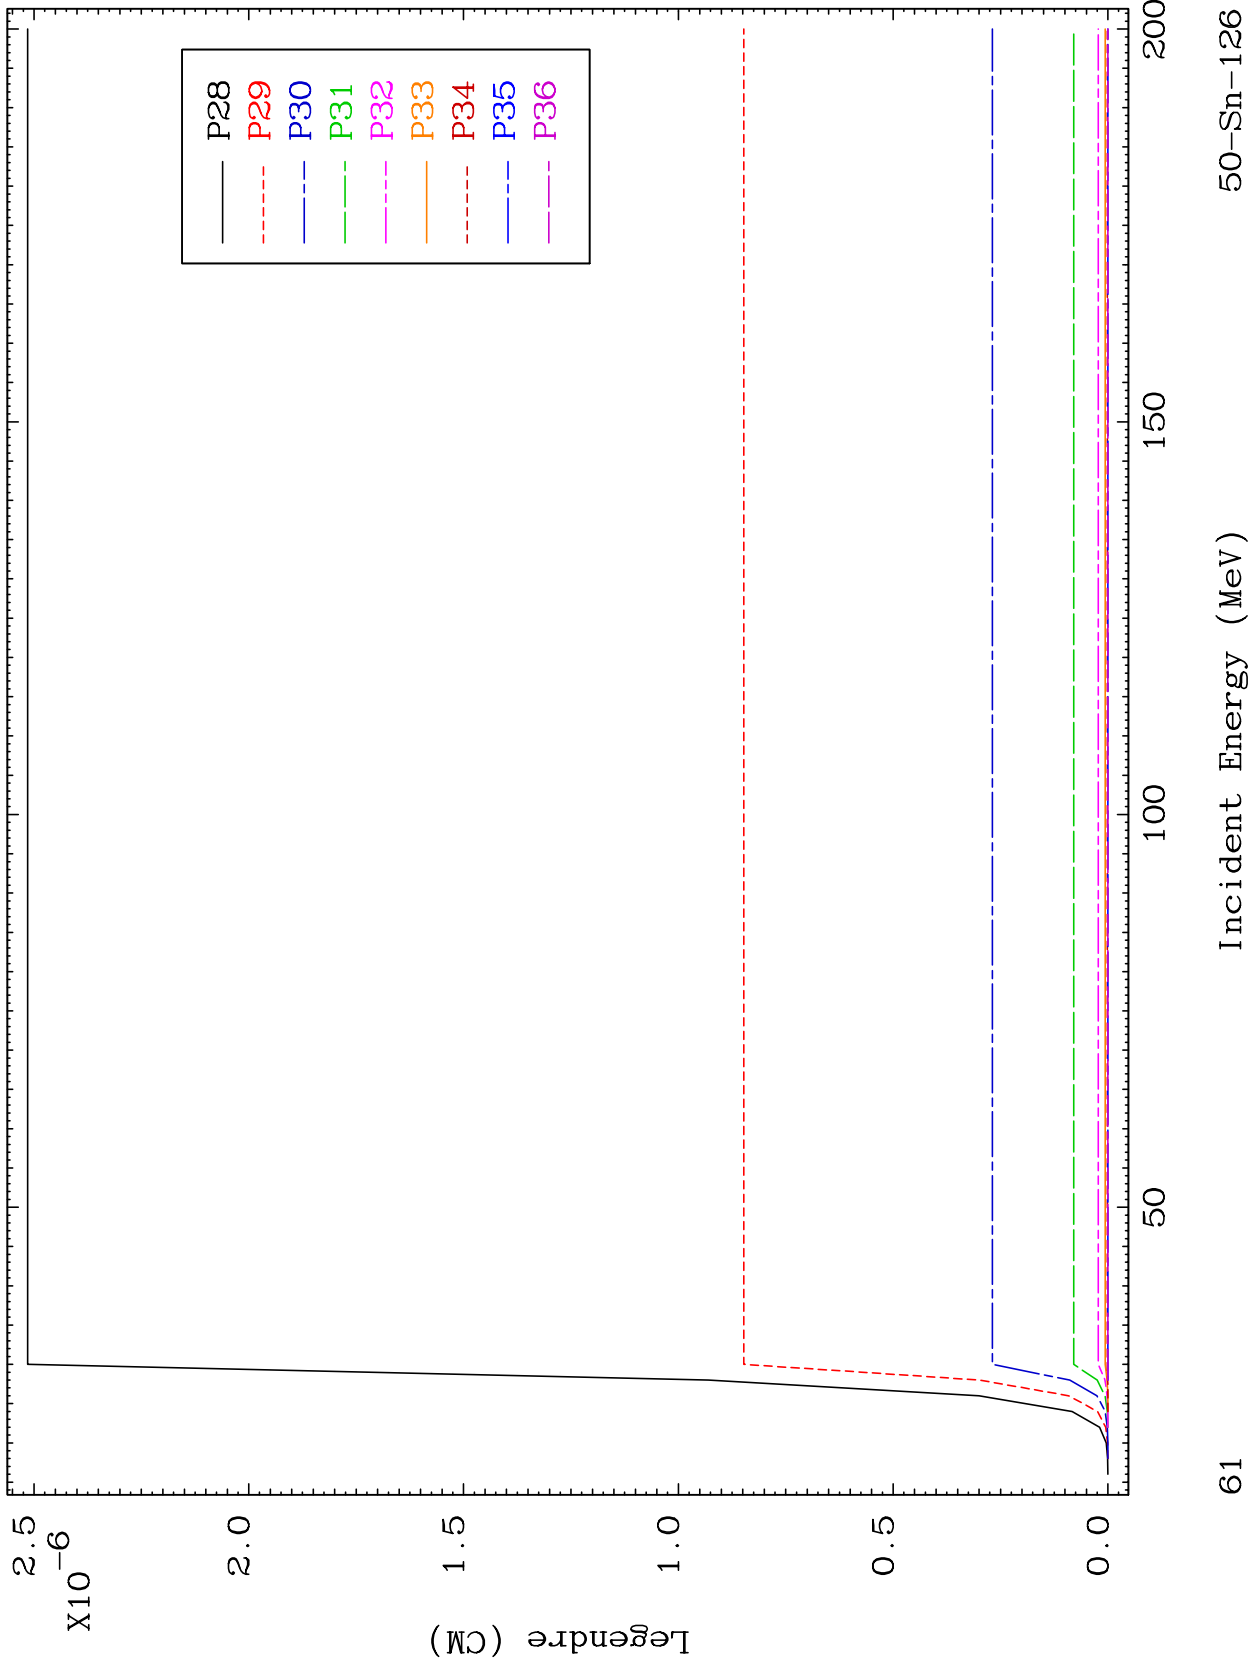 2.5
X10-6
2.0
1.5
1.0
0.5
0.0
Legendre (CM)
P28
P29
P30
P31
P32
P33
P34
P35
P36
50
100
150
200
Incident Energy (MeV)
61
50-Sn-126